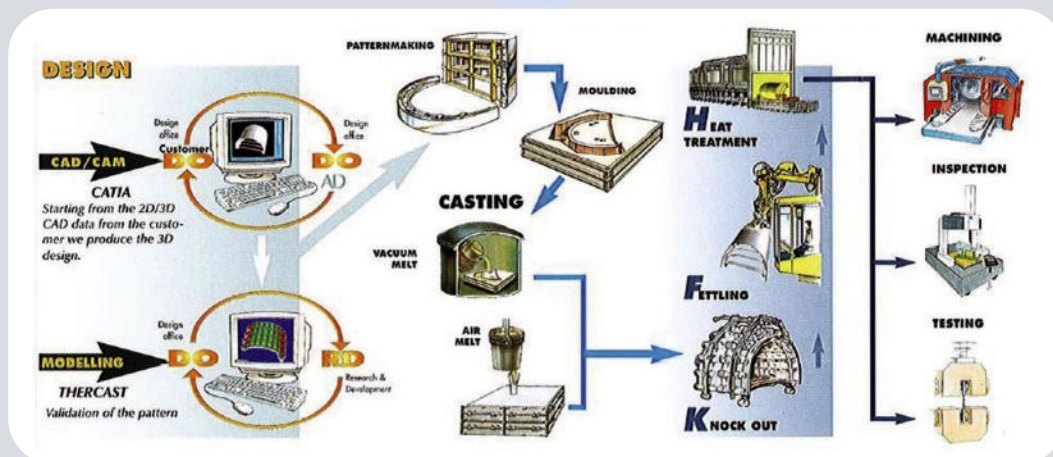 DESIGN
Design
office
Customer
DO
Design
office
DO
AD
CAD/CAM
CATIA
Starting from the 2D/3D
CAD data from the custo-
mer we produce the 3D
design.
Design
office
DO
R&D
Research &
Development
MODELLING
THERCAST
Validation of the pattern
PATTERNMAKING
MOULDING
CASTING
VACUUM
MELT
AIR
MELT
HEAT
TREATMENT
FETTLING
KNOCK OUT
MACHINING
INSPECTION
TESTING